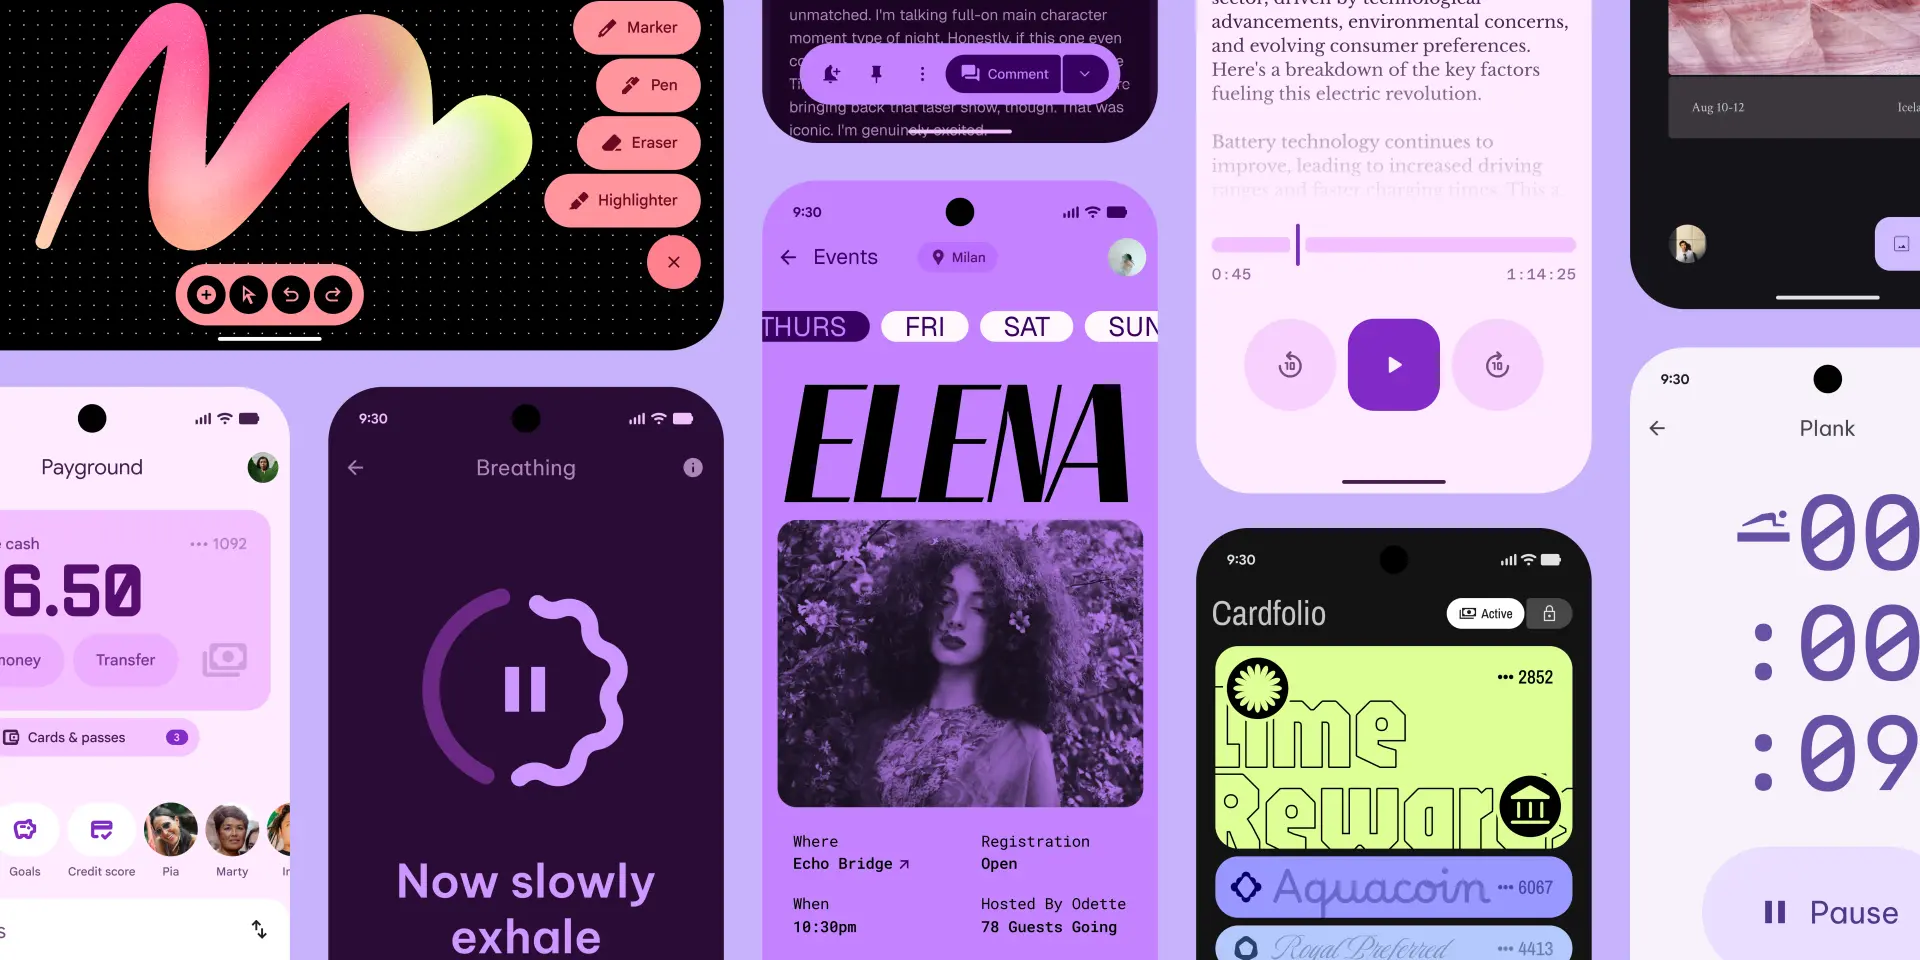 Marker
Pen
Eraser
Highlighter
Payground
cash
••• 1092
6.50
money
Transfer
Cards & passes
3
Goals
Credit score
Pia
Marty
9:30
Breathing
Now slowly
exhale
unmatched. I'm talking full-on main character
moment type of night. Honestly, if this one even
Comment
bringing back that laser show, though. That was
iconic. I'm genuinely excited.
9:30
Events
Milan
THURS
FRI
SAT
SUN
ELENA
Where
Echo Bridge
Registration
Open
When
10:30pm
Hosted By Odette
78 Guests Going
sector, driven by technological
advancements, environmental concerns,
and evolving consumer preferences.
Here's a breakdown of the key factors
fueling this electric revolution.
Battery technology continues to
improve, leading to increased driving
ranges and faster charging times. This a
0:45
1:14:25
10
10
9:30
Cardfolio
Active
••• 2852
Lime
Rewards
Aquacoin
••• 6067
Royal Preferred
••• 4413
Aug 10-12
9:30
Plank
00
:00
:09
Pause